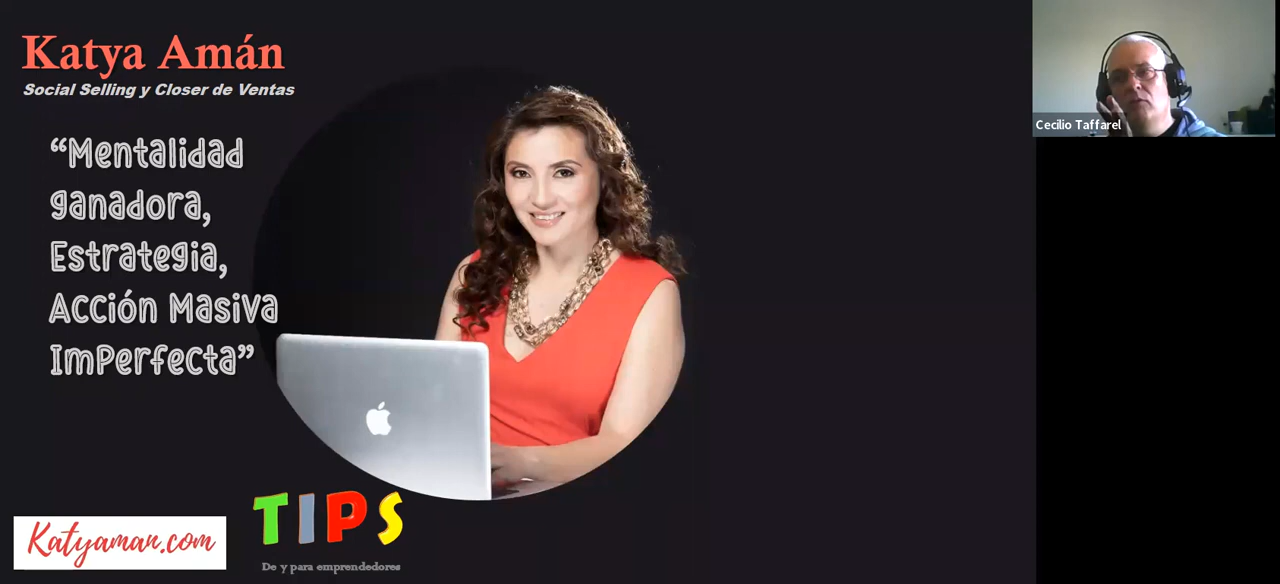 Katya Amán
Social Selling y Closer de Ventas
“Mentalidad
ganadora,
Estrategia,
Acción Masiva
ImPerfecta”
Katyaman.com
TIPS
De y para emprendedores
Cecilio Taffarel